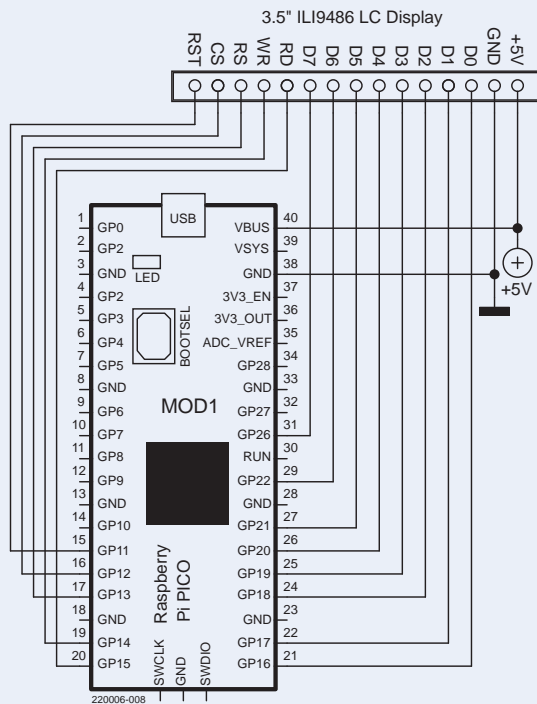 3.5" ILI9486 LC Display
RST
CS
RS
WR
RD
D7
D6
D5
D4
D3
D2
D1
D0
GND
+5V
USB
LED
BOOTSEL
MOD1
Raspberry
Pi PICO
1 GP0
2 GP2
3 GND
4 GP2
5 GP3
6 GP4
7 GP5
8 GND
9 GP6
10 GP7
11 GP8
12 GP9
13 GND
14 GP10
15 GP11
16 GP12
17 GP13
18 GND
19 GP14
20 GP15
VBUS 40
VSYS 39
GND 38
3V3_EN 37
3V3_OUT 36
ADC_VREF 35
GP28 34
GND 33
GP27 32
GP26 31
RUN 30
GP22 29
GND 28
GP21 27
GP20 26
GP19 25
GP18 24
GND 23
GP17 22
GP16 21
+5V
SWCLK
GND
SWDIO
220006-008